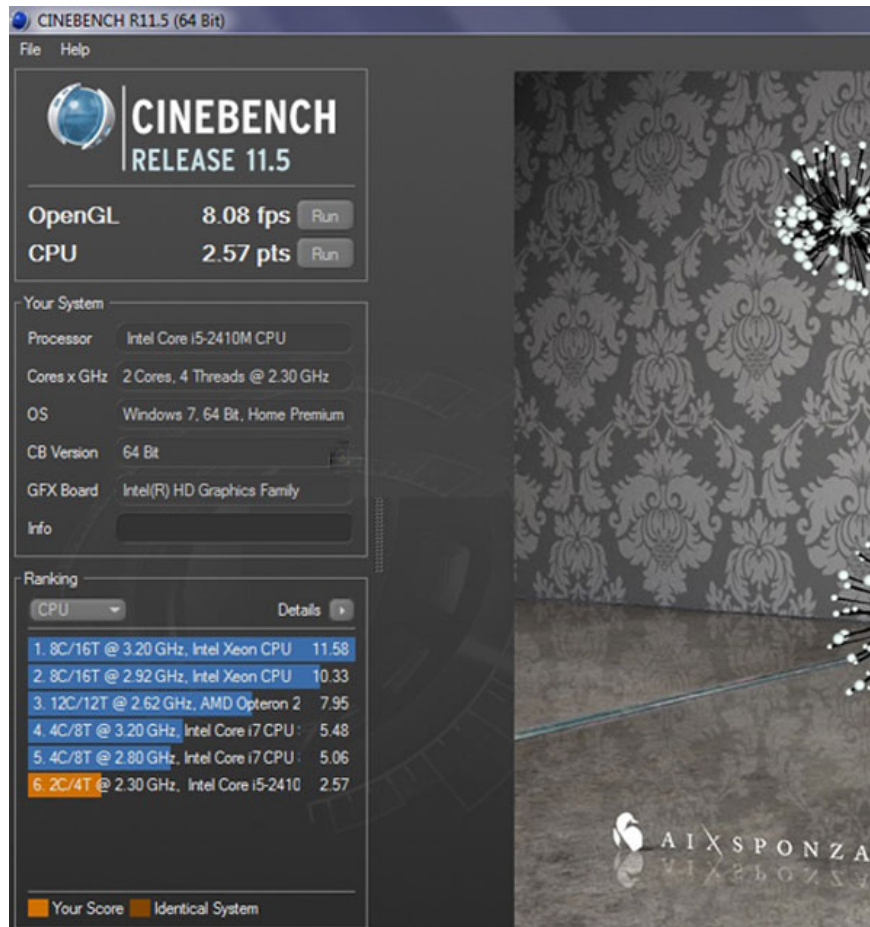 CINEBENCH R11.5 (64 Bit)
File Help
CINEBENCH
RELEASE 11.5
OpenGL 8.08 fps Run
CPU 2.57 pts Run
Your System
Processor Intel Core i5-2410M CPU
Cores x GHz 2 Cores, 4 Threads @ 2.30 GHz
OS Windows 7, 64 Bit, Home Premium
CB Version 64 Bit
GFX Board Intel(R) HD Graphics Family
Info
Ranking
CPU Details
1. 8C/16T @ 3.20 GHz, Intel Xeon CPU 11.58
2. 8C/16T @ 2.92 GHz, Intel Xeon CPU 10.33
3. 12C/12T @ 2.62 GHz, AMD Opteron 2 7.95
4. 4C/8T @ 3.20 GHz, Intel Core i7 CPU 5.48
5. 4C/8T @ 2.80 GHz, Intel Core i7 CPU 5.06
6. 2C/4T @ 2.30 GHz, Intel Core i5-2410 2.57
AIXSPONZA
Your Score Identical System